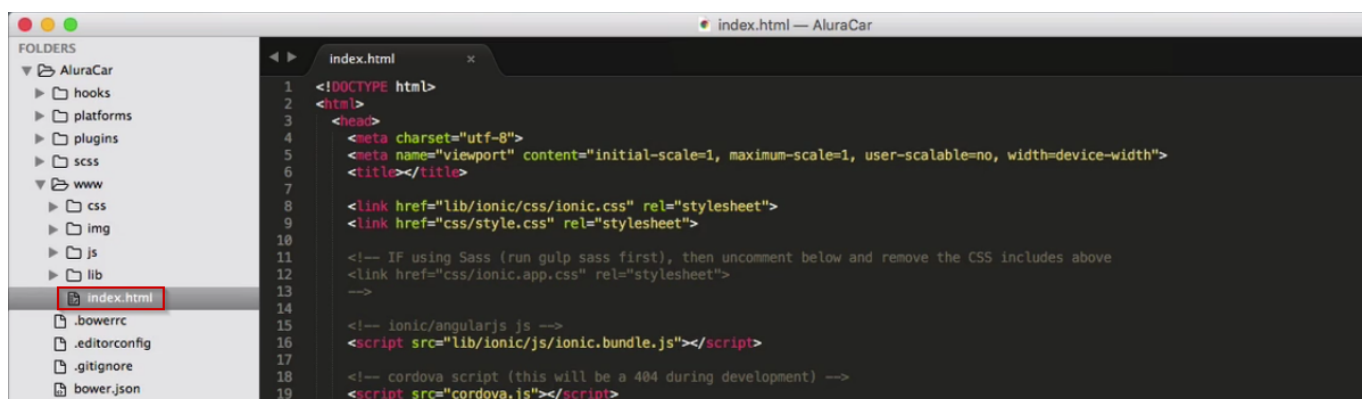 index.html — AluraCar
FOLDERS
AluraCar
hooks
platforms
plugins
scss
www
css
img
js
lib
index.html
.bowerrc
.editorconfig
.gitignore
bower.json
index.html ×
1 <!DOCTYPE html>
2 <html>
3 <head>
4 <meta charset="utf-8">
5 <meta name="viewport" content="initial-scale=1, maximum-scale=1, user-scalable=no, width=device-width">
6 <title></title>
7
8 <link href="lib/ionic/css/ionic.css" rel="stylesheet">
9 <link href="css/style.css" rel="stylesheet">
10
11 <!-- IF using Sass (run gulp sass first), then uncomment below and remove the CSS includes above
12 <link href="css/ionic.app.css" rel="stylesheet">
13 -->
14
15 <!-- ionic/angularjs js -->
16 <script src="lib/ionic/js/ionic.bundle.js"></script>
17
18 <!-- cordova script (this will be a 404 during development) -->
19 <script src="cordova.js"></script>